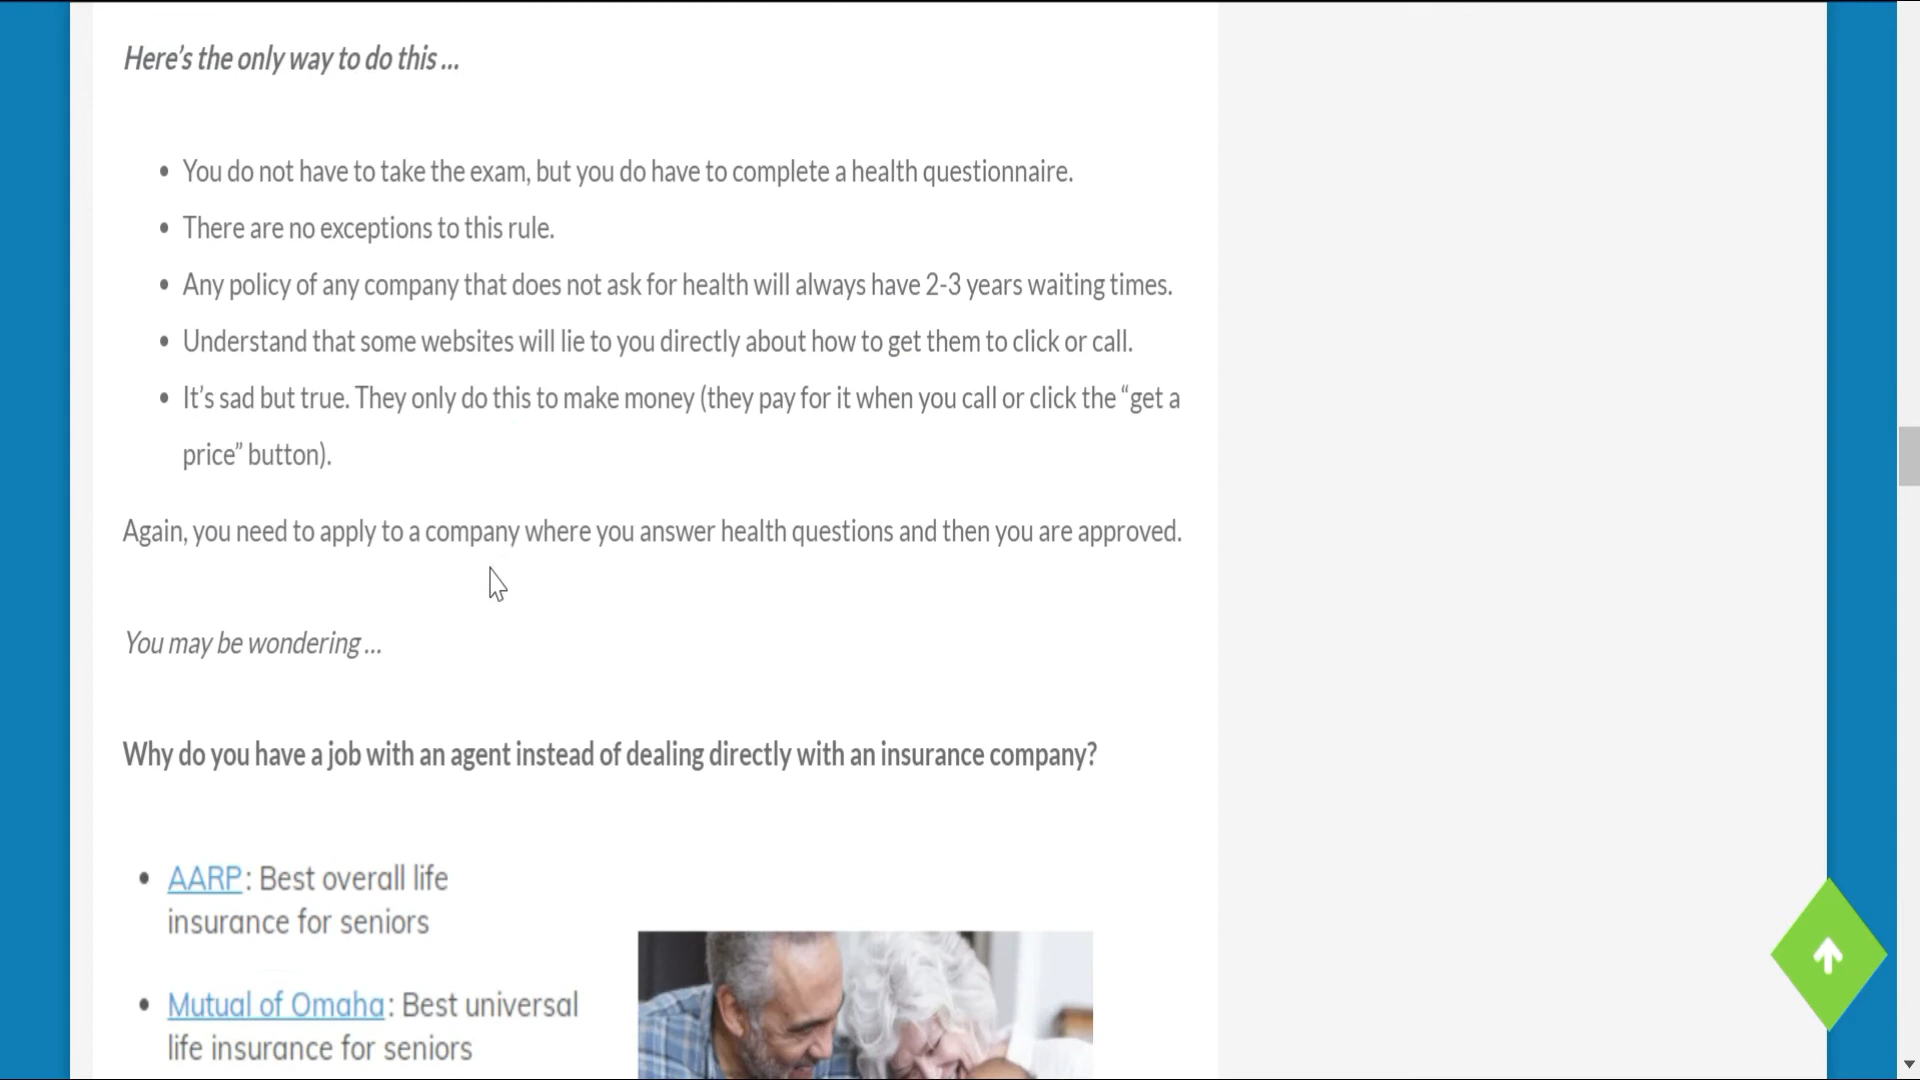 Here’s the only way to do this ...
You do not have to take the exam, but you do have to complete a health questionnaire.
There are no exceptions to this rule.
Any policy of any company that does not ask for health will always have 2-3 years waiting times.
Understand that some websites will lie to you directly about how to get them to click or call.
It’s sad but true. They only do this to make money (they pay for it when you call or click the “get a
price” button).
Again, you need to apply to a company where you answer health questions and then you are approved.
You may be wondering ...
Why do you have a job with an agent instead of dealing directly with an insurance company?
AARP: Best overall life
insurance for seniors
Mutual of Omaha: Best universal
life insurance for seniors